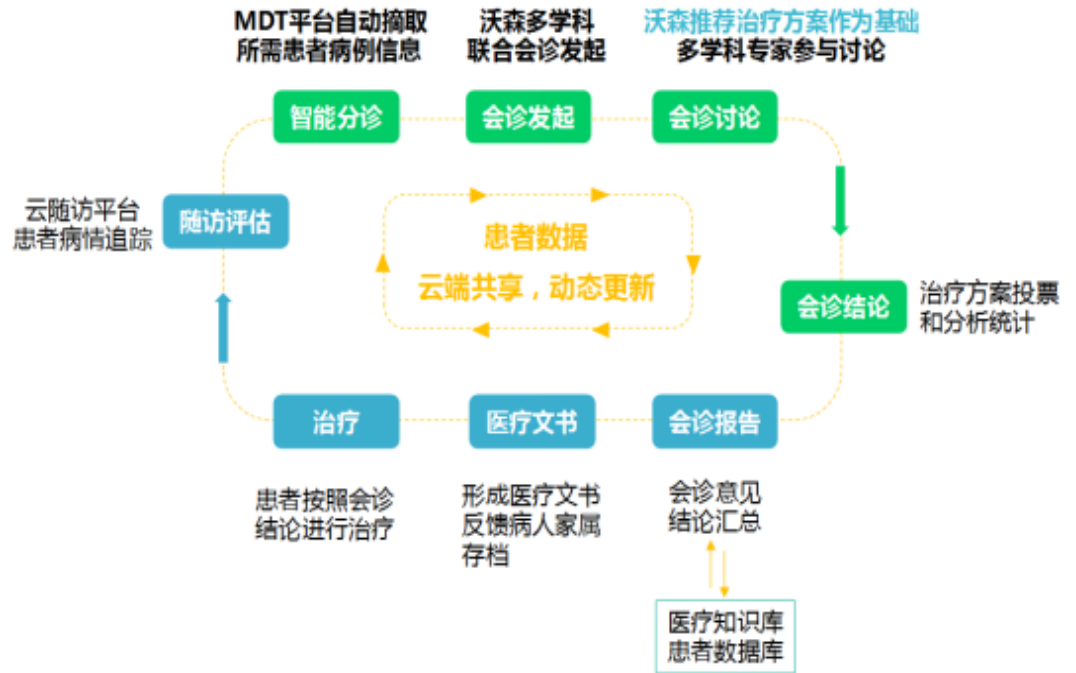 MDT平台自动摘取
所需患者病例信息
沃森多学科
联合会诊发起
沃森推荐治疗方案作为基础
多学科专家参与讨论
智能分诊
会诊发起
会诊讨论
云随访平台
患者病情追踪
随访评估
患者数据
云端共享，动态更新
会诊结论
治疗方案投票
和分析统计
治疗
医疗文书
会诊报告
患者按照会诊
结论进行治疗
形成医疗文书
反馈病人家属
存档
会诊意见
结论汇总
医疗知识库
患者数据库